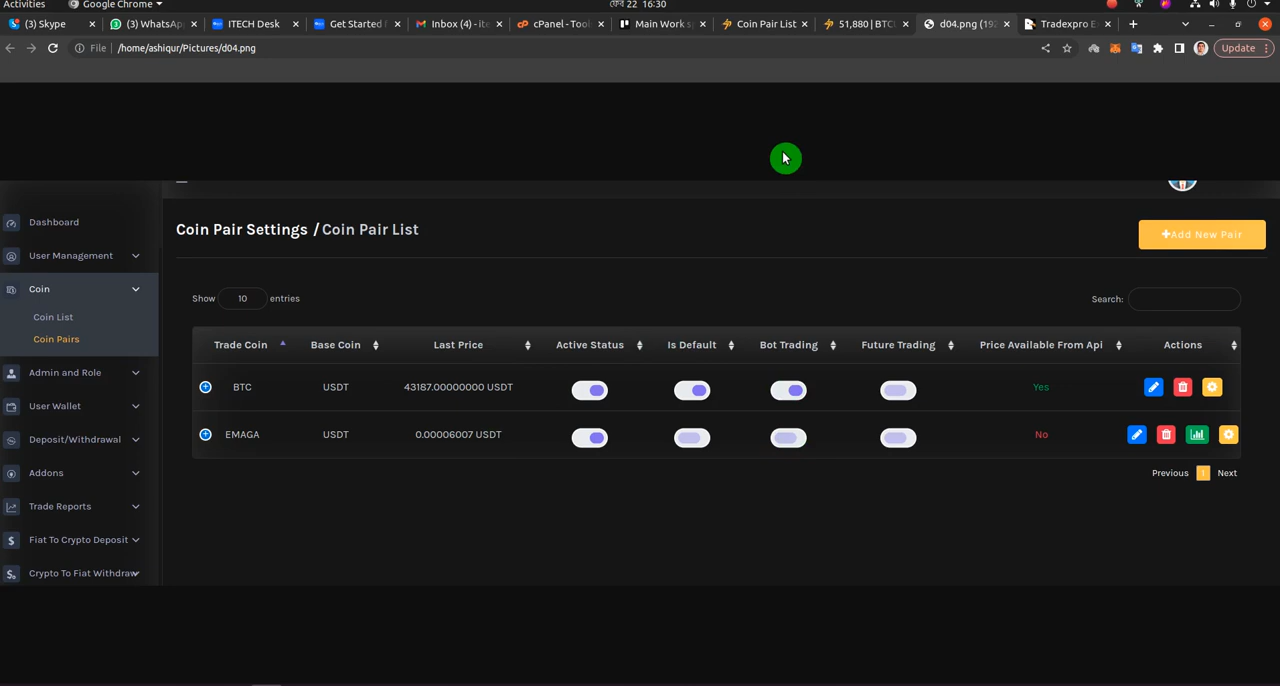 Activities Google Chrome ফেব্রু 22 16:30
(3) Skype (3) WhatsAp ITECH Desk Get Started Inbox (4) - ite cPanel - Tool Main Work s Coin Pair List 51,880 | BTC d04.png (192 Tradexpro E
File /home/ashiqur/Pictures/d04.png Update
Dashboard
User Management
Coin
Coin List
Coin Pairs
Admin and Role
User Wallet
Deposit/Withdrawal
Addons
Trade Reports
Fiat To Crypto Deposit
Crypto To Fiat Withdraw
Coin Pair Settings / Coin Pair List
+Add New Pair
Show 10 entries Search:
Trade Coin Base Coin Last Price Active Status Is Default Bot Trading Future Trading Price Available From Api Actions
BTC USDT 43187.00000000 USDT Yes
EMAGA USDT 0.00006007 USDT No
Previous 1 Next